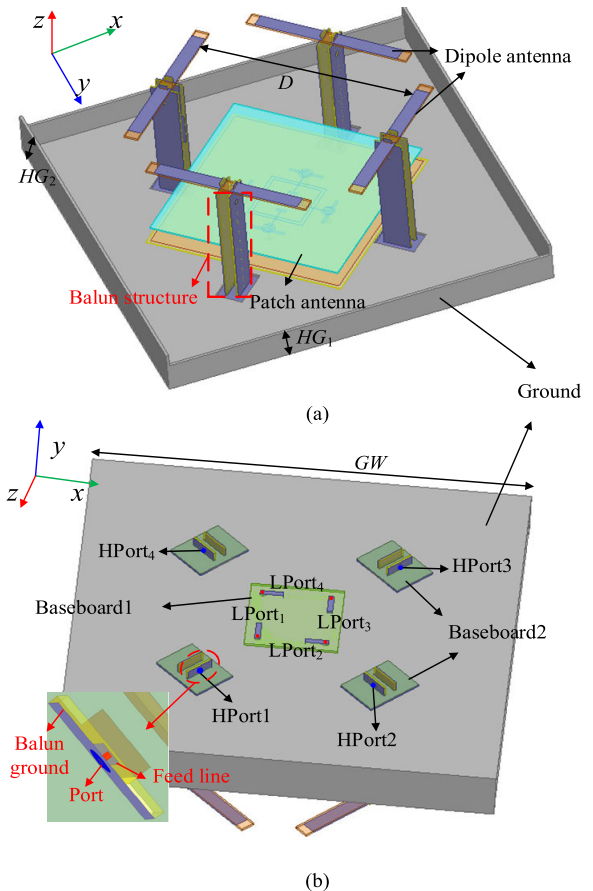 z
x
y
Dipole antenna
D
HG2
Balun structure
Patch antenna
HG1
Ground
(a)
y
z
x
GW
HPort4
HPort3
LPort4
Baseboard1
LPort1
LPort3
Baseboard2
LPort2
HPort1
HPort2
Balun
ground
Feed line
Port
(b)